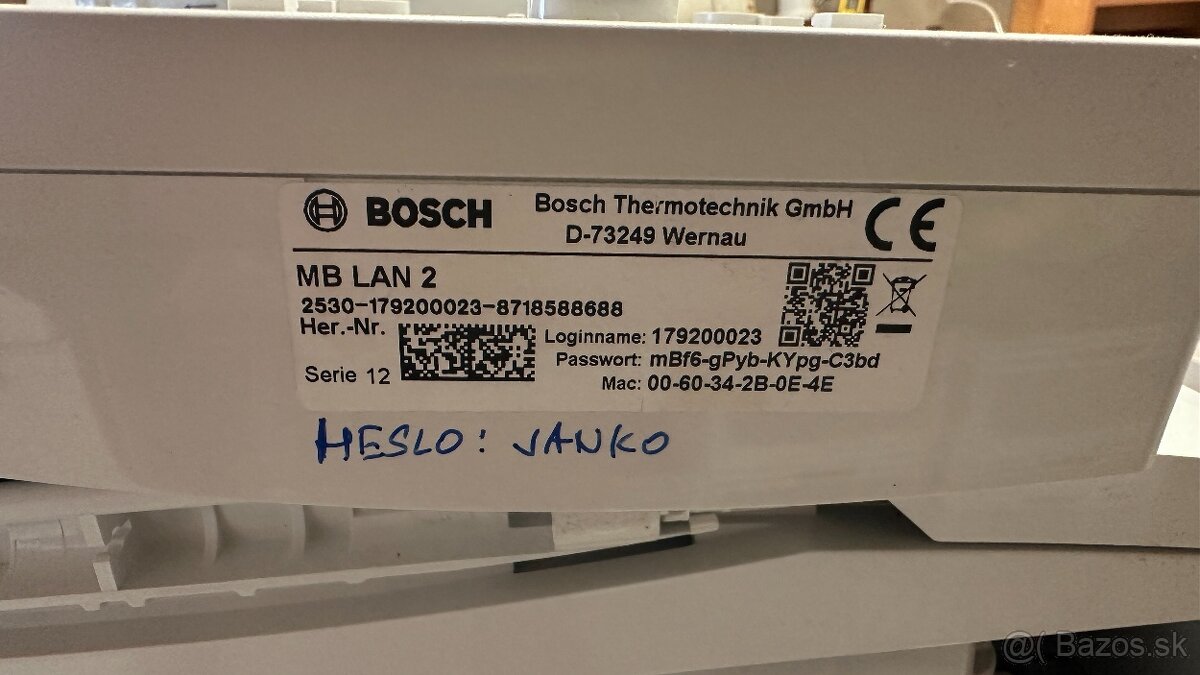 BOSCH
Bosch Thermotechnik GmbH
D-73249 Wernau
CE
MB LAN 2
2530-179200023-8718588688
Her.-Nr.
Serie 12
Loginname: 179200023
Passwort: mBf6-gPyb-KYpg-C3bd
Mac: 00-60-34-2B-0E-4E
HESLO: JANKO
@( Bazos.sk